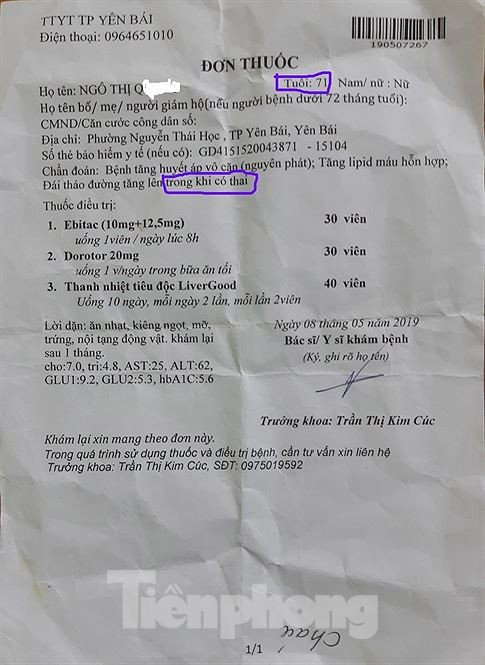 TTYT TP YÊN BÁI
Điện thoại: 0964651010
190507267
ĐƠN THUỐC
Họ tên: NGÔ THỊ Q
Tuổi: 71 Nam/ nữ : Nữ
Họ tên bố/ mẹ/ người giám hộ(nếu người bệnh dưới 72 tháng tuổi):
CMND/Căn cước công dân số:
Địa chỉ: Phường Nguyễn Thái Học , TP Yên Bái, Yên Bái
Số thẻ bảo hiểm y tế (nếu có): GD4151520043871 - 15104
Chẩn đoán: Bệnh tăng huyết áp vô căn (nguyên phát); Tăng lipid máu hỗn hợp;
Đái tháo đường tăng lên trong khi có thai
Thuốc điều trị:
1. Ebitac (10mg+12,5mg) 30 viên
uống 1viên / ngày lúc 8h
2. Dorotor 20mg 30 viên
uống 1 v/ngày trong bữa ăn tối
3. Thanh nhiệt tiêu độc LiverGood 40 viên
Uống 10 ngày, mỗi ngày 2 lần, mỗi lần 2viên
Lời dặn: ăn nhạt, kiêng ngọt, mỡ,
trứng, nội tạng động vật. khám lại
sau 1 tháng.
cho:7.0, tri:4.8, AST:25, ALT:62,
GLU1:9.2, GLU2:5.3, hbA1C:5.6
Ngày 08 tháng 05 năm 2019
Bác sĩ/ Y sĩ khám bệnh
(Ký, ghi rõ họ tên)
Trưởng khoa: Trần Thị Kim Cúc
Khám lại xin mang theo đơn này.
Trong quá trình sử dụng thuốc và điều trị bệnh, cần tư vấn xin liên hệ
Trưởng khoa: Trần Thị Kim Cúc, SĐT: 0975019592
Tiềnphong
1/1